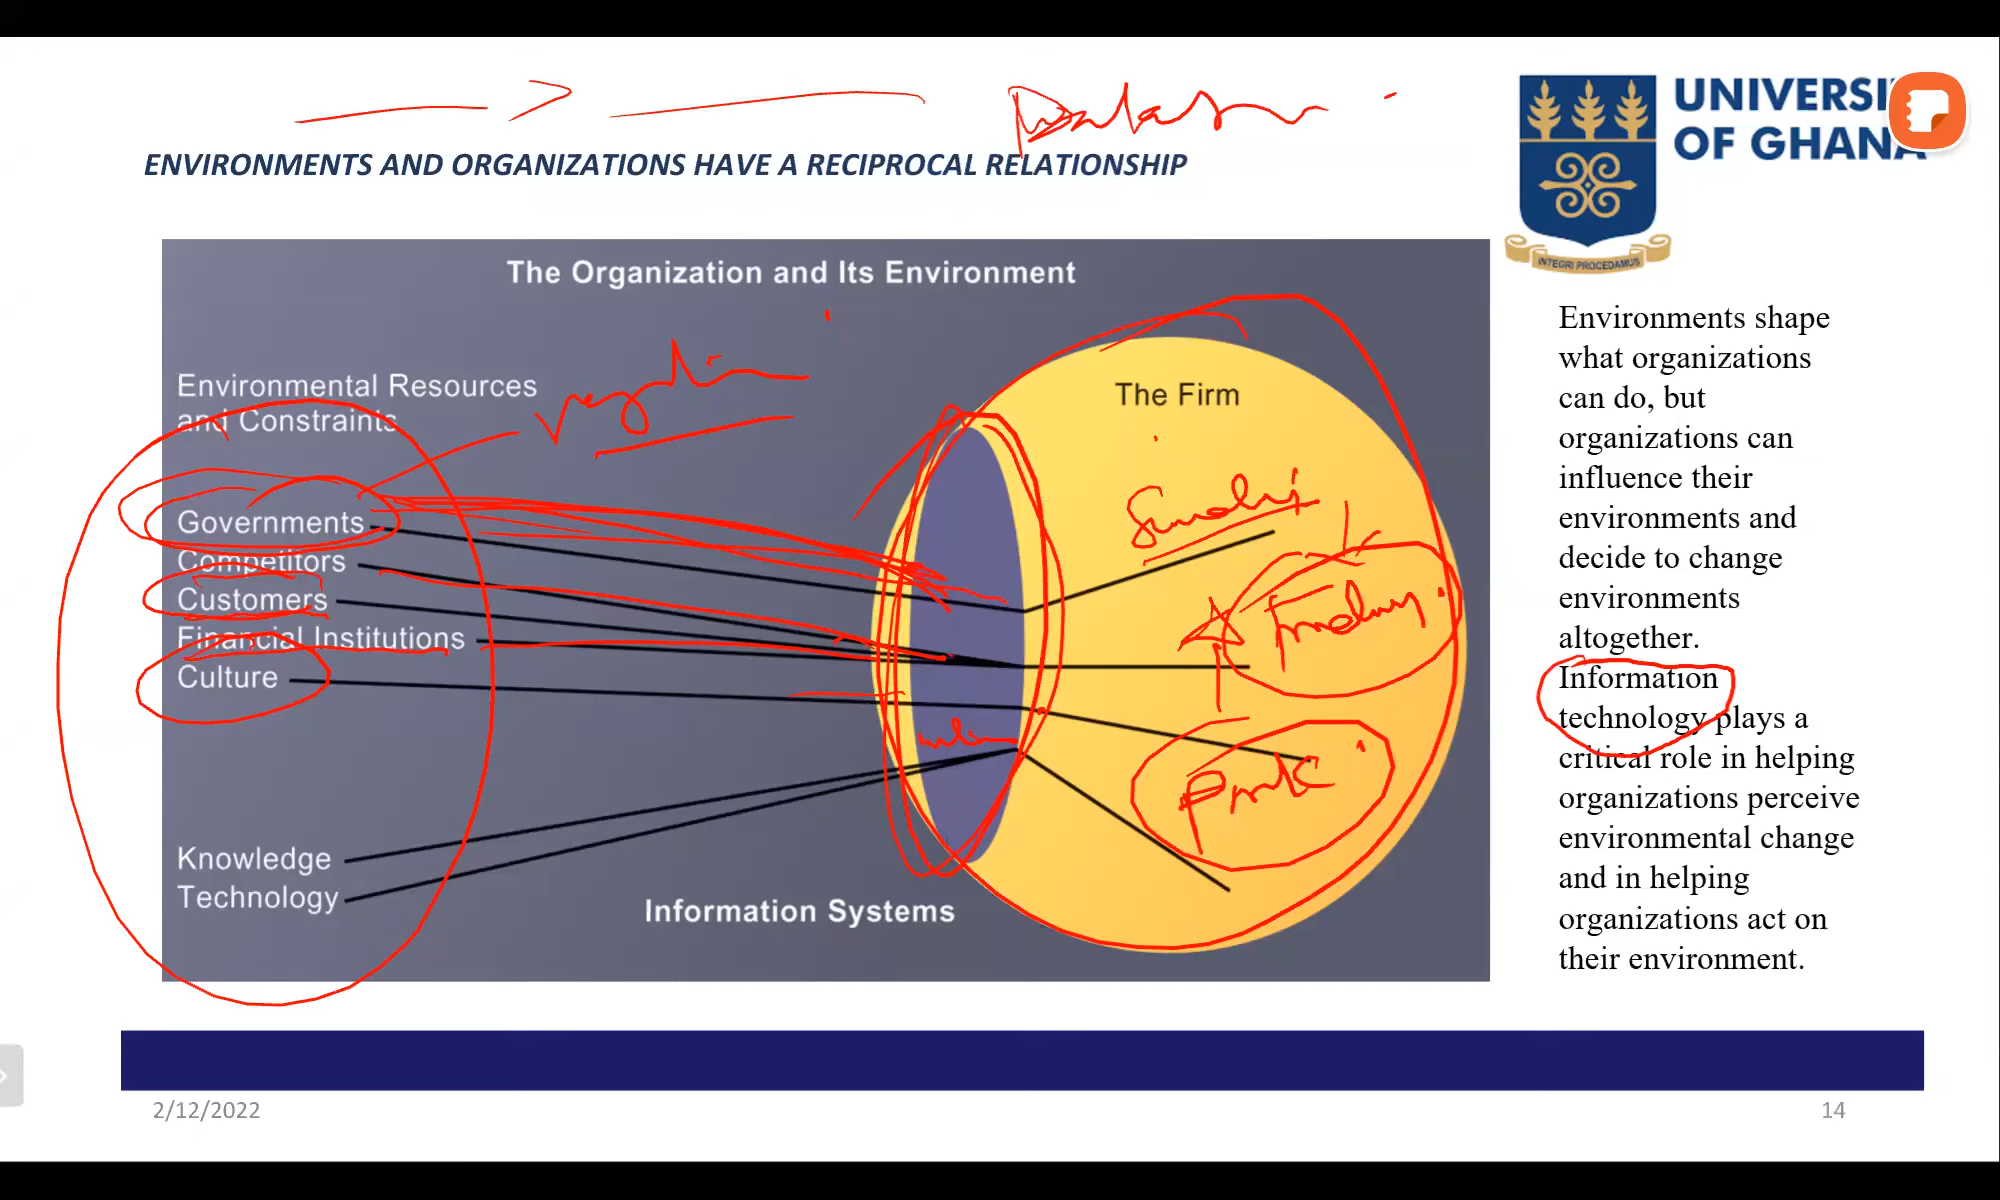 UNIVERSI
OF GHANA
INTEGRI PROCEDAMUS
ENVIRONMENTS AND ORGANIZATIONS HAVE A RECIPROCAL RELATIONSHIP
The Organization and Its Environment
Environmental Resources
and Constraints
Governments
Competitors
Customers
Financial Institutions
Culture
Knowledge
Technology
The Firm
Information Systems
Environments shape
what organizations
can do, but
organizations can
influence their
environments and
decide to change
environments
altogether.
Information
technology plays a
critical role in helping
organizations perceive
environmental change
and in helping
organizations act on
their environment.
2/12/2022
14